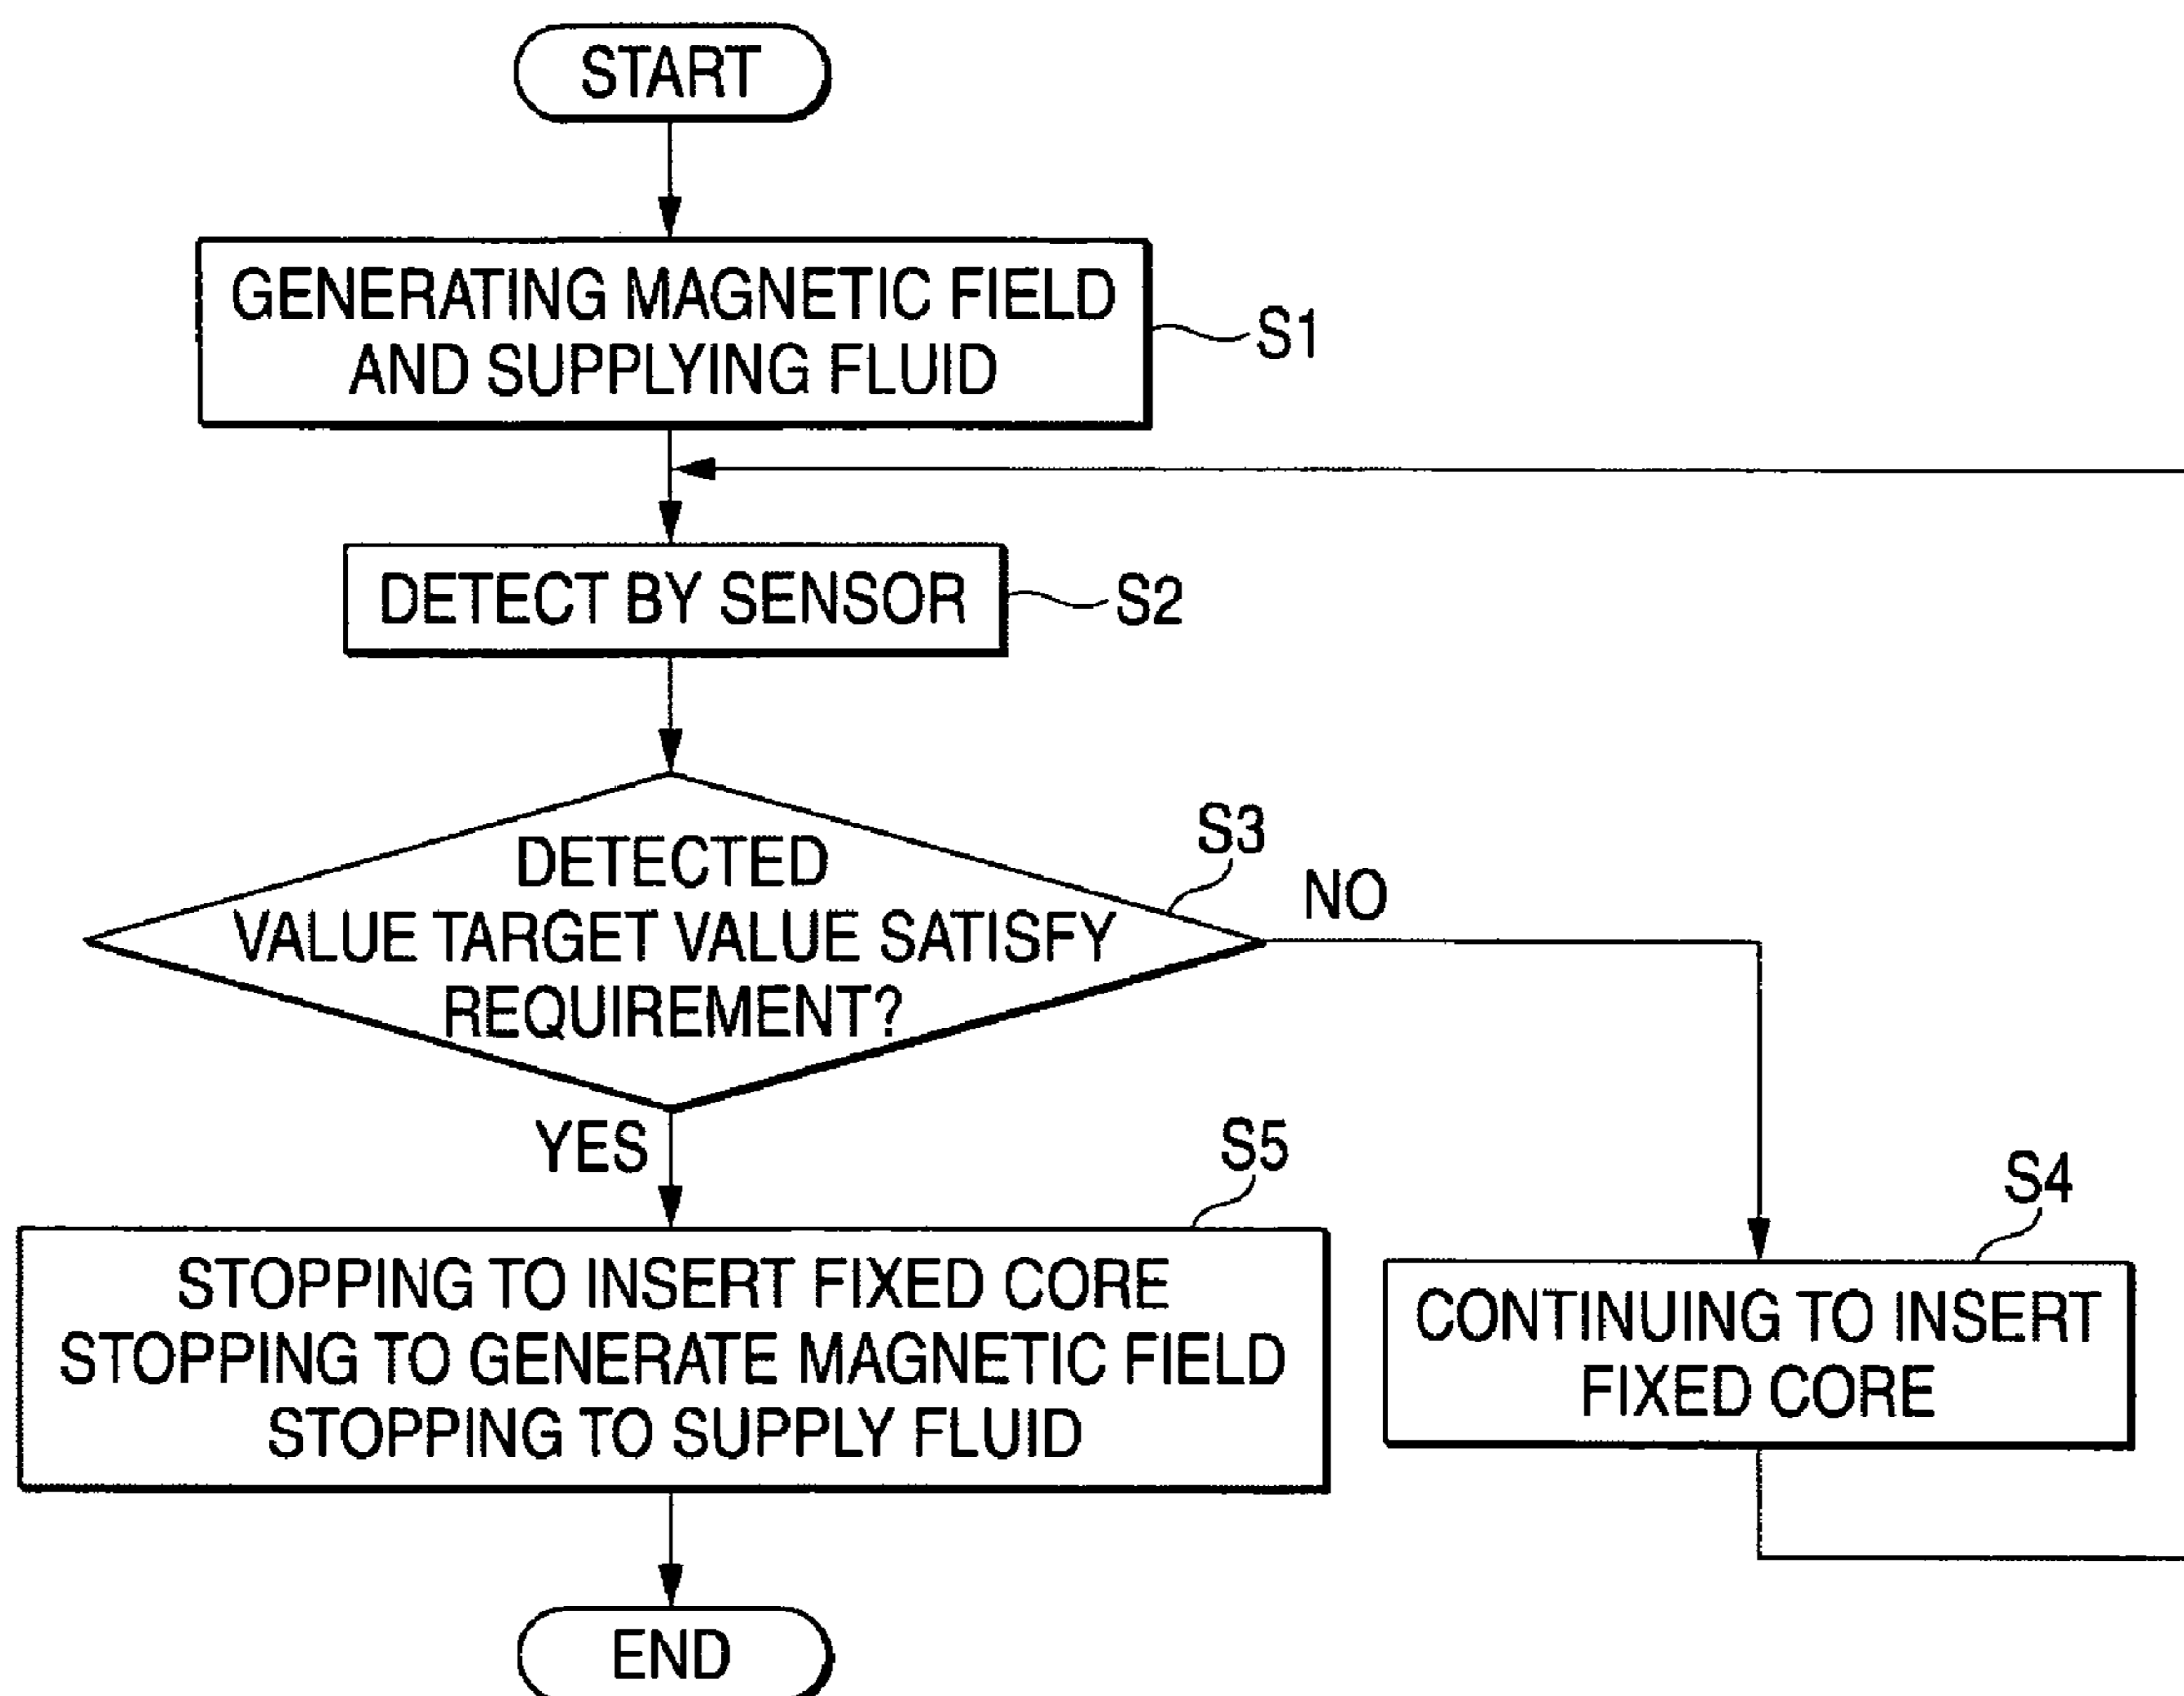 START
GENERATING MAGNETIC FIELD
AND SUPPLYING FLUID
S1
DETECT BY SENSOR
S2
DETECTED
VALUE TARGET VALUE SATISFY
REQUIREMENT?
S3
NO
YES
S5
STOPPING TO INSERT FIXED CORE
STOPPING TO GENERATE MAGNETIC FIELD
STOPPING TO SUPPLY FLUID
S4
CONTINUING TO INSERT
FIXED CORE
END